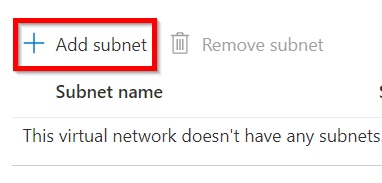 Add subnet Remove subnet
Subnet name
This virtual network doesn't have any subnets.